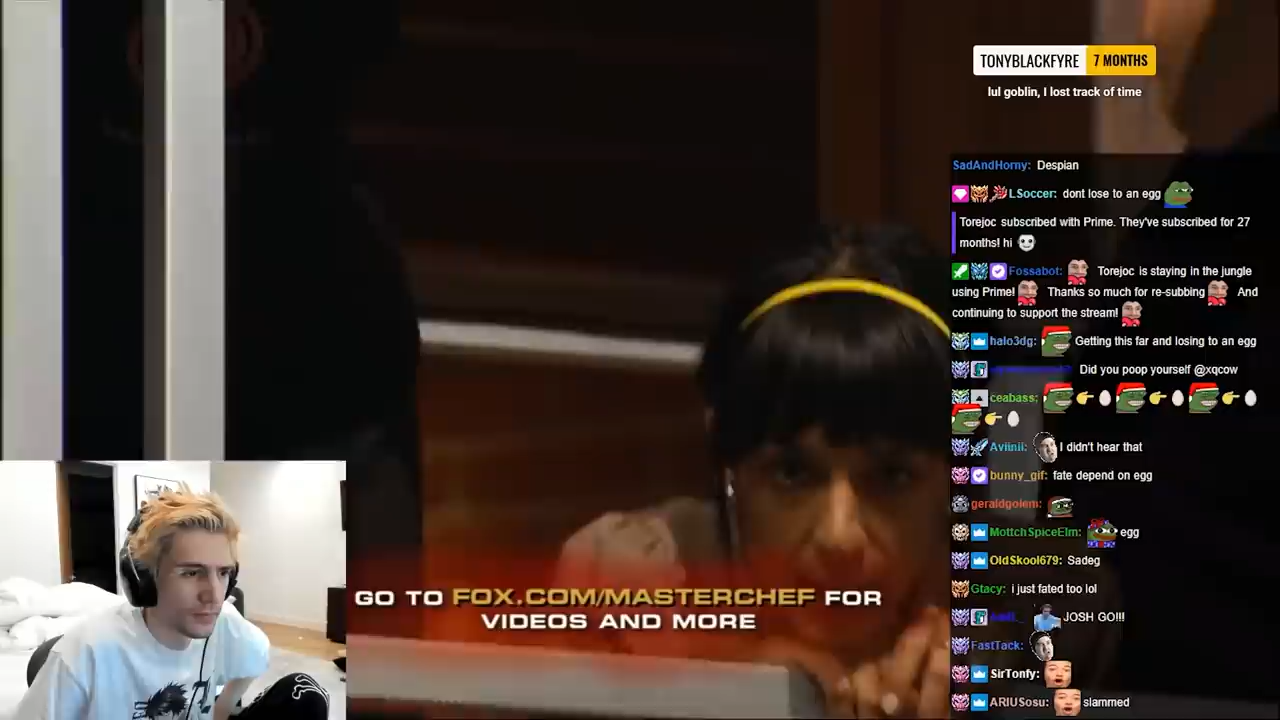 TONYBLACKFYRE 7 MONTHS
lul goblin, I lost track of time
SadAndHorny: Despian
LSoccer: dont lose to an egg
Torejoc subscribed with Prime. They've subscribed for 27
months! hi
Fossabot: Torejoc is staying in the jungle
using Prime! Thanks so much for re-subbing And
continuing to support the stream!
halo3dg: Getting this far and losing to an egg
Did you poop yourself @xqcow
ceabass:
Aviinii: I didn't hear that
bunny_gif: fate depend on egg
geraldgolem:
MottchSpiceElm: egg
OldSkool679: Sadeg
Gtacy: i just fated too lol
JOSH GO!!!
FastTack:
SirTonfy:
ARIUSosu: slammed
GO TO FOX.COM/MASTERCHEF FOR
VIDEOS AND MORE